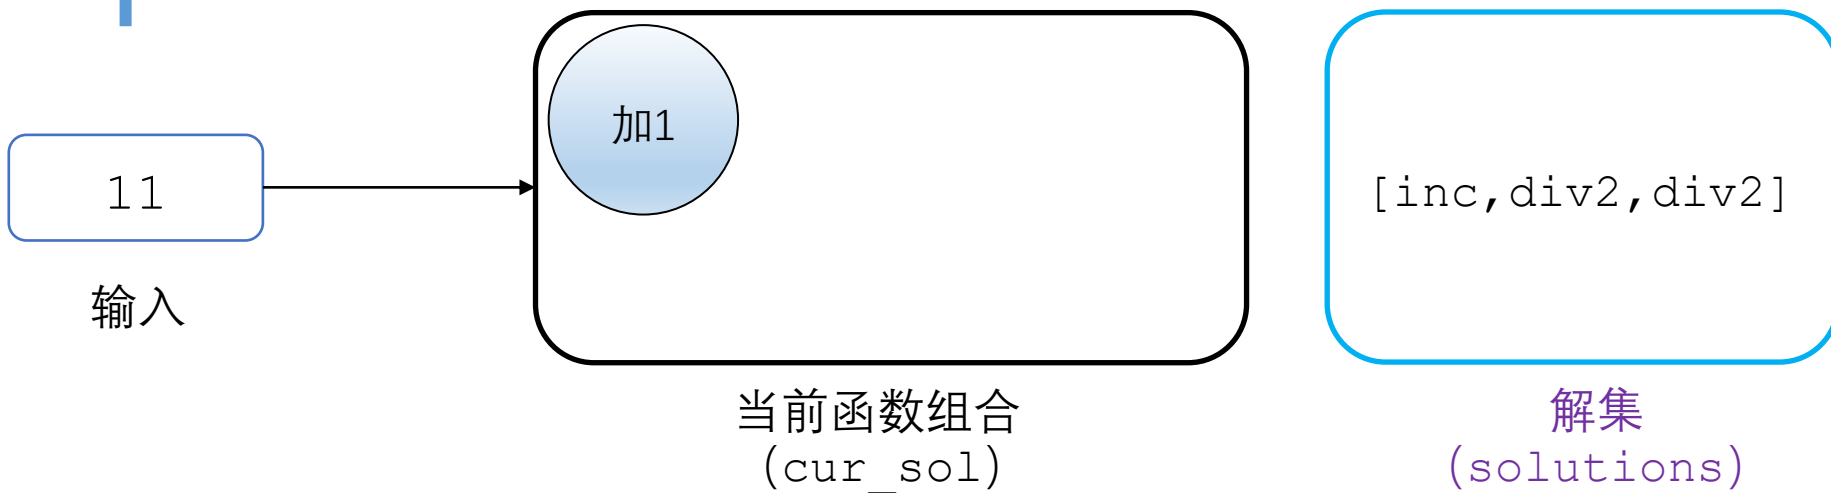 11
输入
加1
当前函数组合
(cur_sol)
[inc,div2,div2]
解集
(solutions)